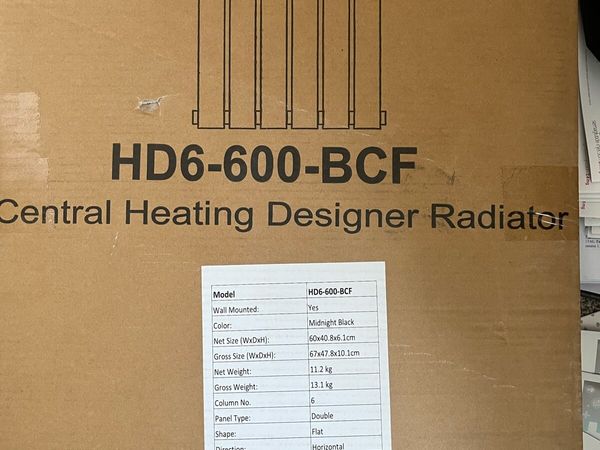 HD6-600-BCF
Central Heating Designer Radiator
Model HD6-600-BCF
Wall Mounted: Yes
Color: Midnight Black
Net Size (WxDxH): 60x40.8x6.1cm
Gross Size (WxDxH): 67x47.8x10.1cm
Net Weight: 11.2 kg
Gross Weight: 13.1 kg
Column No. 6
Panel Type: Double
Shape: Flat
Direction: Horizontal